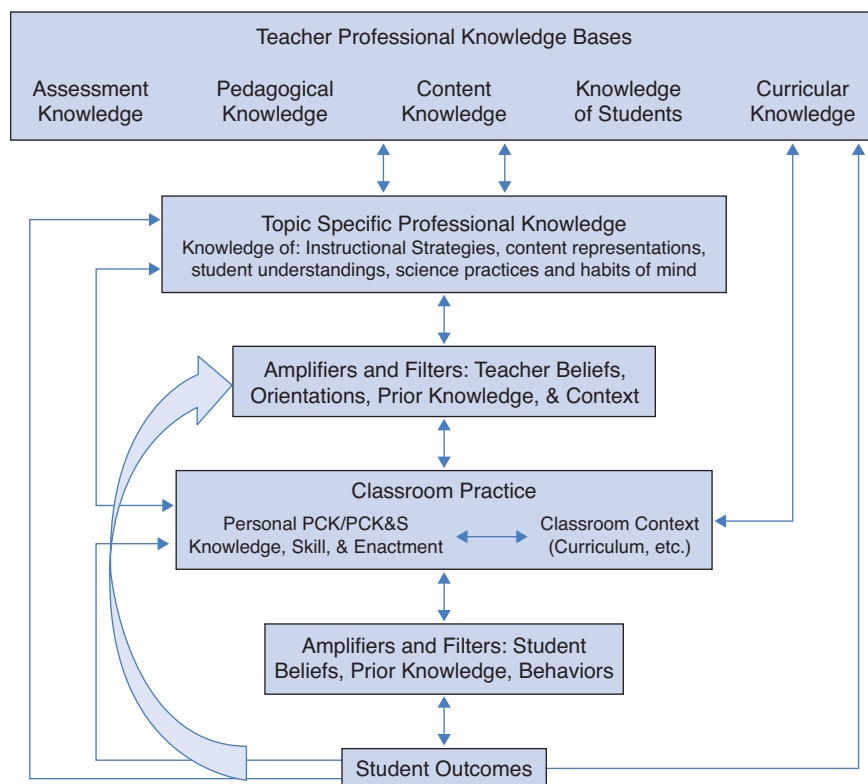 Teacher Professional Knowledge Bases
Assessment Knowledge
Pedagogical Knowledge
Content Knowledge
Knowledge of Students
Curricular Knowledge
Topic Specific Professional Knowledge
Knowledge of: Instructional Strategies, content representations,
student understandings, science practices and habits of mind
Amplifiers and Filters: Teacher Beliefs,
Orientations, Prior Knowledge, & Context
Classroom Practice
Personal PCK/PCK&S
Knowledge, Skill, & Enactment
Classroom Context
(Curriculum, etc.)
Amplifiers and Filters: Student
Beliefs, Prior Knowledge, Behaviors
Student Outcomes